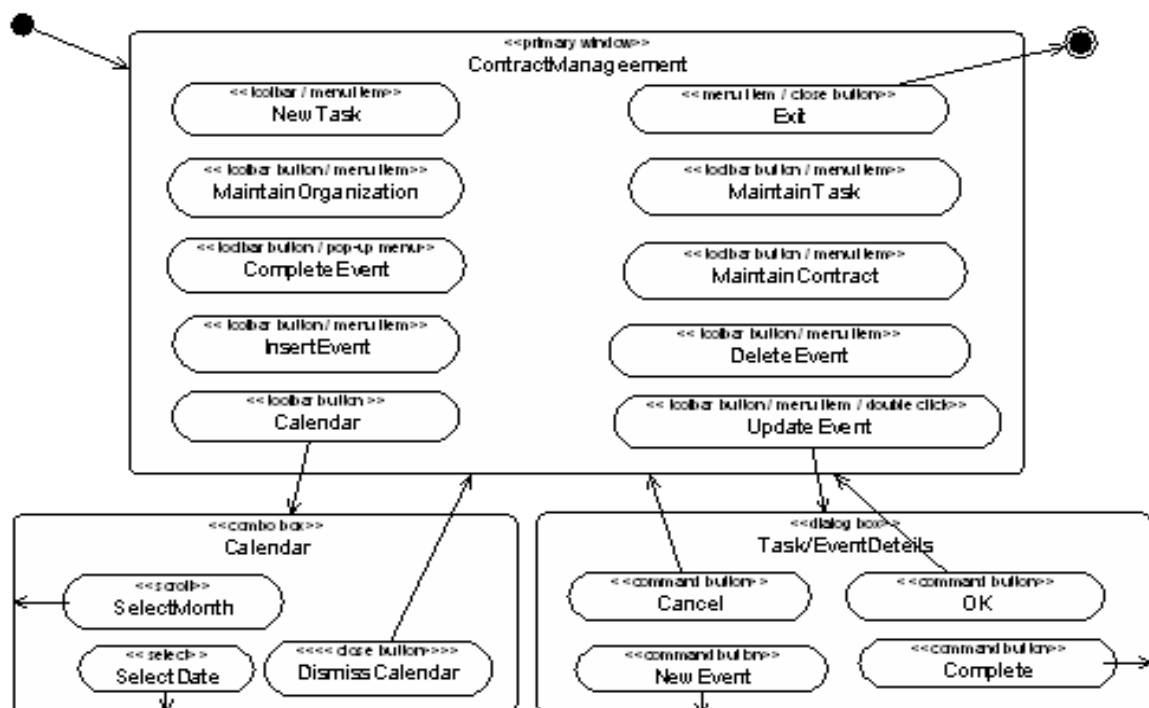 <<primary window>>
ContractManageement
<<toolbar / menu item>>
New Task
<<menu item / close button>>
Exit
<< toolbar button / menu item>>
MaintainOrganization
<<toolbar button / menu item>>
MaintainTask
<<toolbar button / pop-up menu>
CompleteEvent
<<toolbar button / menu item>>
MaintainContract
<< toolbar button / menu item>>
InsertEvent
<<toolbar button / menu item>>
DeleteEvent
<<toolbar button >>
Calendar
<<toolbar button / menu item / double click>>
Update Event
<<combo box>>
Calendar
<<dialog box>>
Task/EventDetails
<<scroll>>
SelectMonth
<<command button>>
Cancel
<<command button>>
OK
<< select>>
SelectDate
<<<< close button>>>>
DismissCalendar
<<command button>>
New Event
<<command button>>
Complete